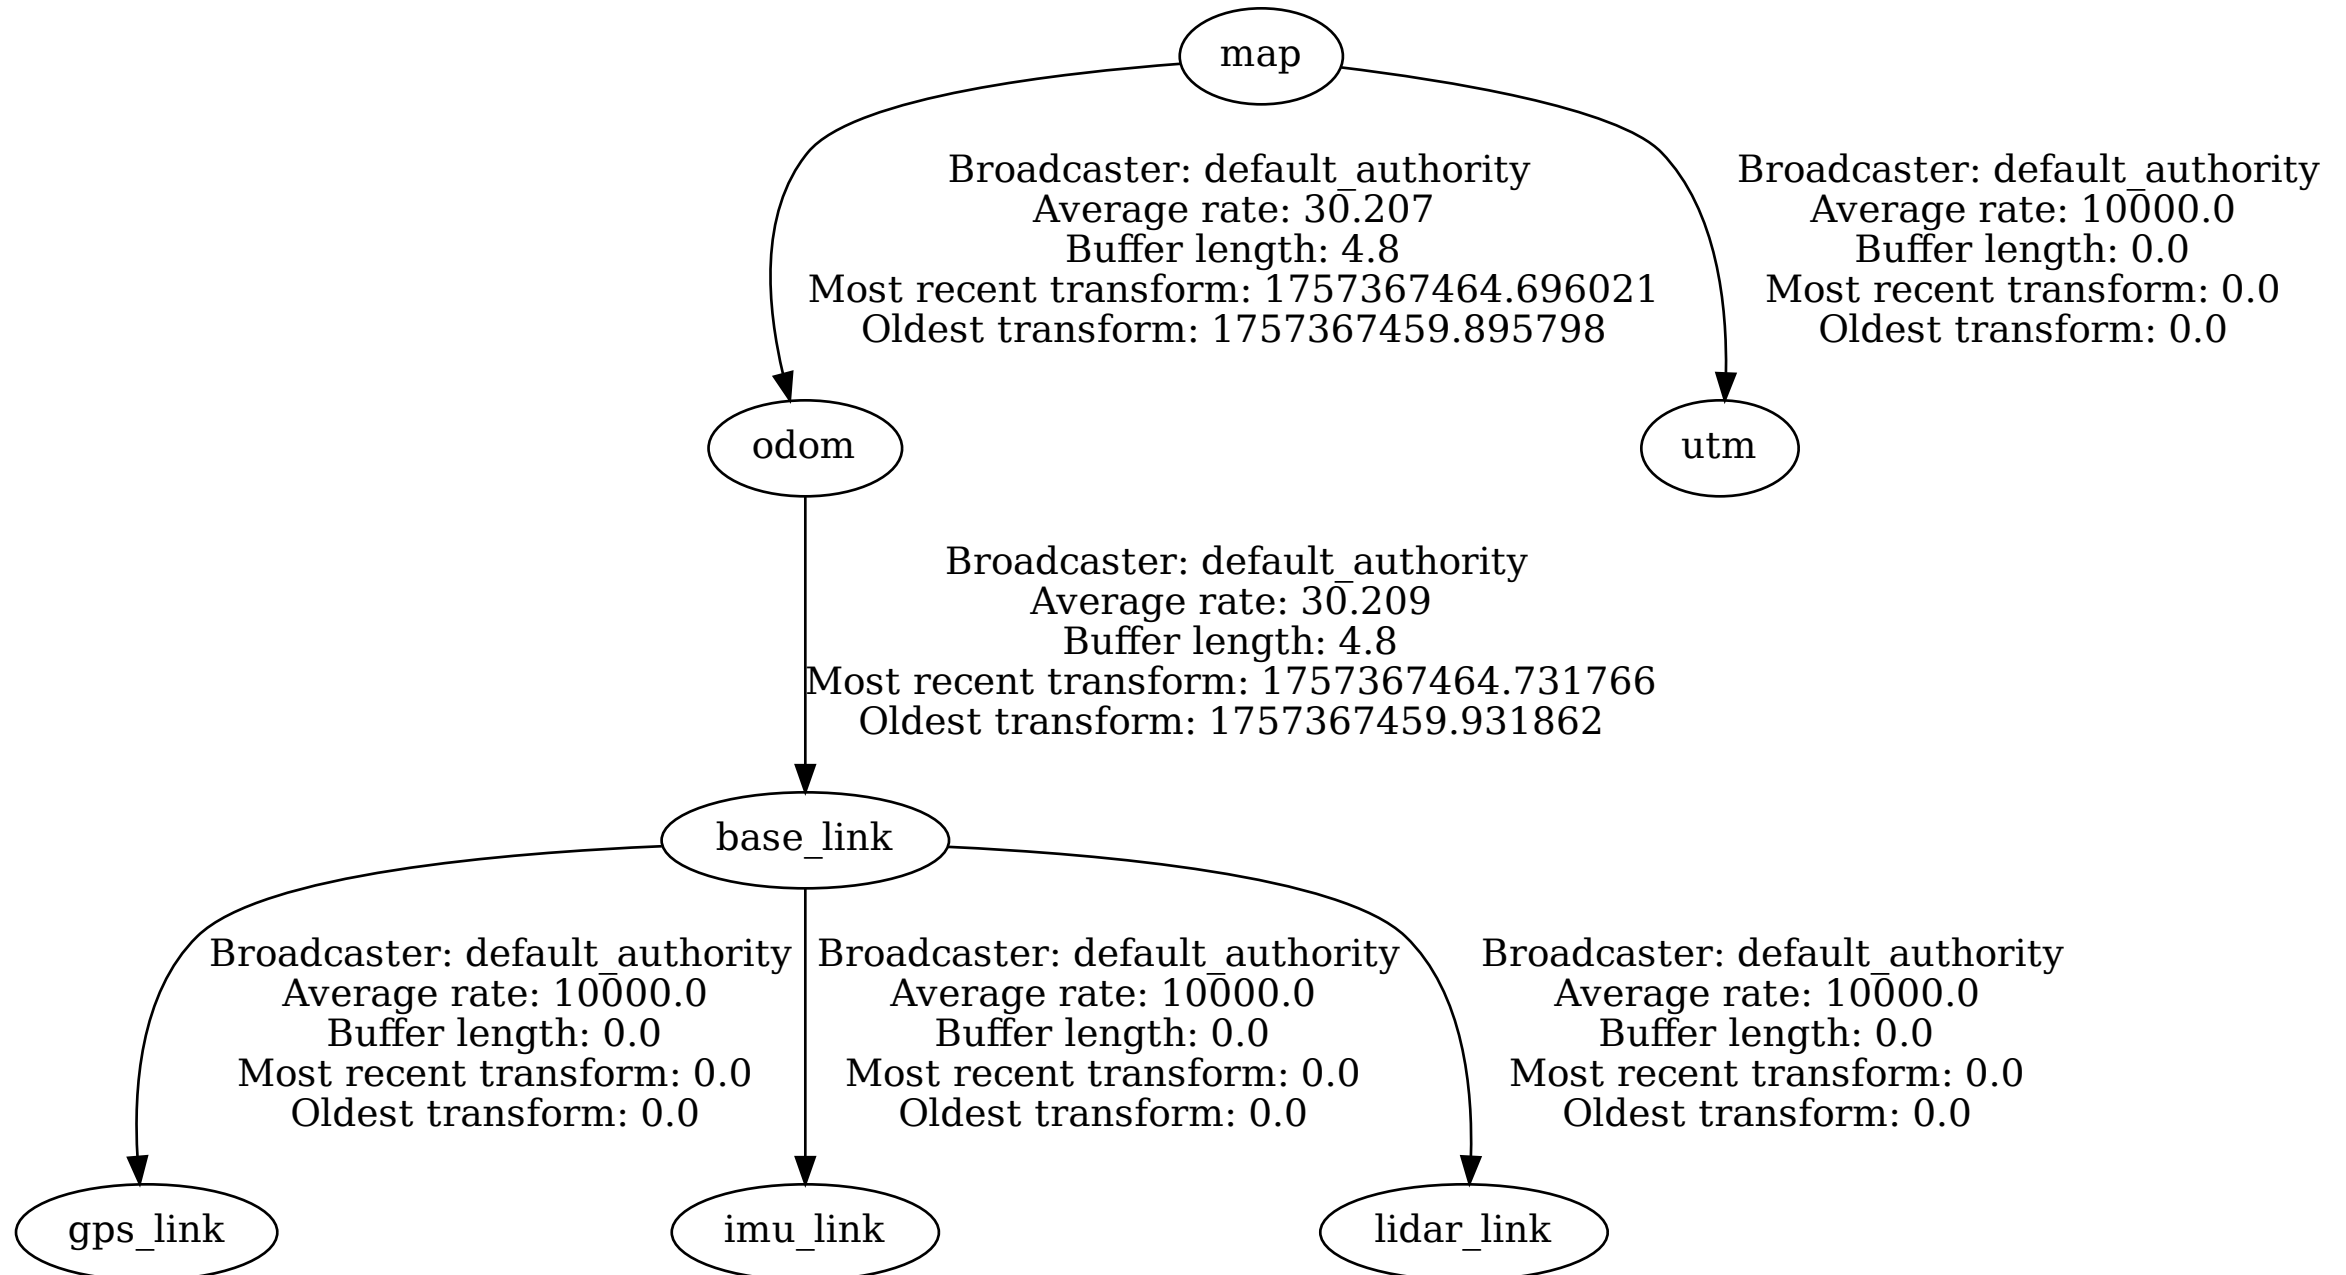 map
Broadcaster: default_authority
Average rate: 30.207
Buffer length: 4.8
Most recent transform: 1757367464.696021
Oldest transform: 1757367459.895798
Broadcaster: default_authority
Average rate: 10000.0
Buffer length: 0.0
Most recent transform: 0.0
Oldest transform: 0.0
odom
utm
Broadcaster: default_authority
Average rate: 30.209
Buffer length: 4.8
Most recent transform: 1757367464.731766
Oldest transform: 1757367459.931862
base_link
Broadcaster: default_authority
Average rate: 10000.0
Buffer length: 0.0
Most recent transform: 0.0
Oldest transform: 0.0
Broadcaster: default_authority
Average rate: 10000.0
Buffer length: 0.0
Most recent transform: 0.0
Oldest transform: 0.0
Broadcaster: default_authority
Average rate: 10000.0
Buffer length: 0.0
Most recent transform: 0.0
Oldest transform: 0.0
gps_link
imu_link
lidar_link